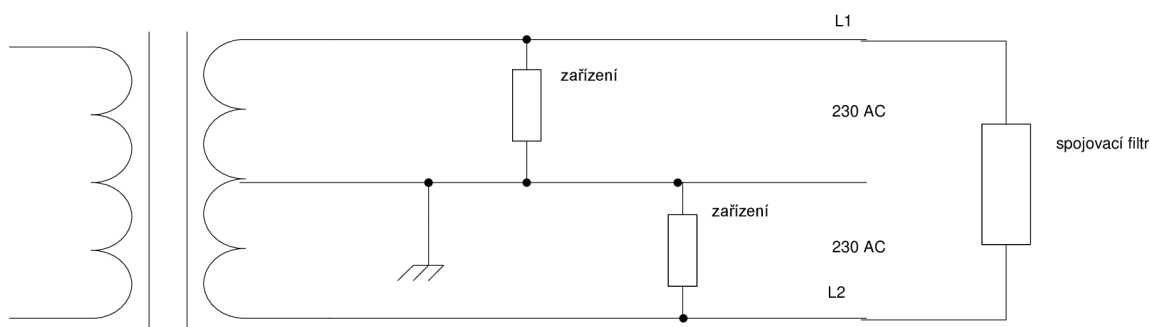 L1
zařízení
230 AC
spojovací filtr
zařízení
230 AC
L2